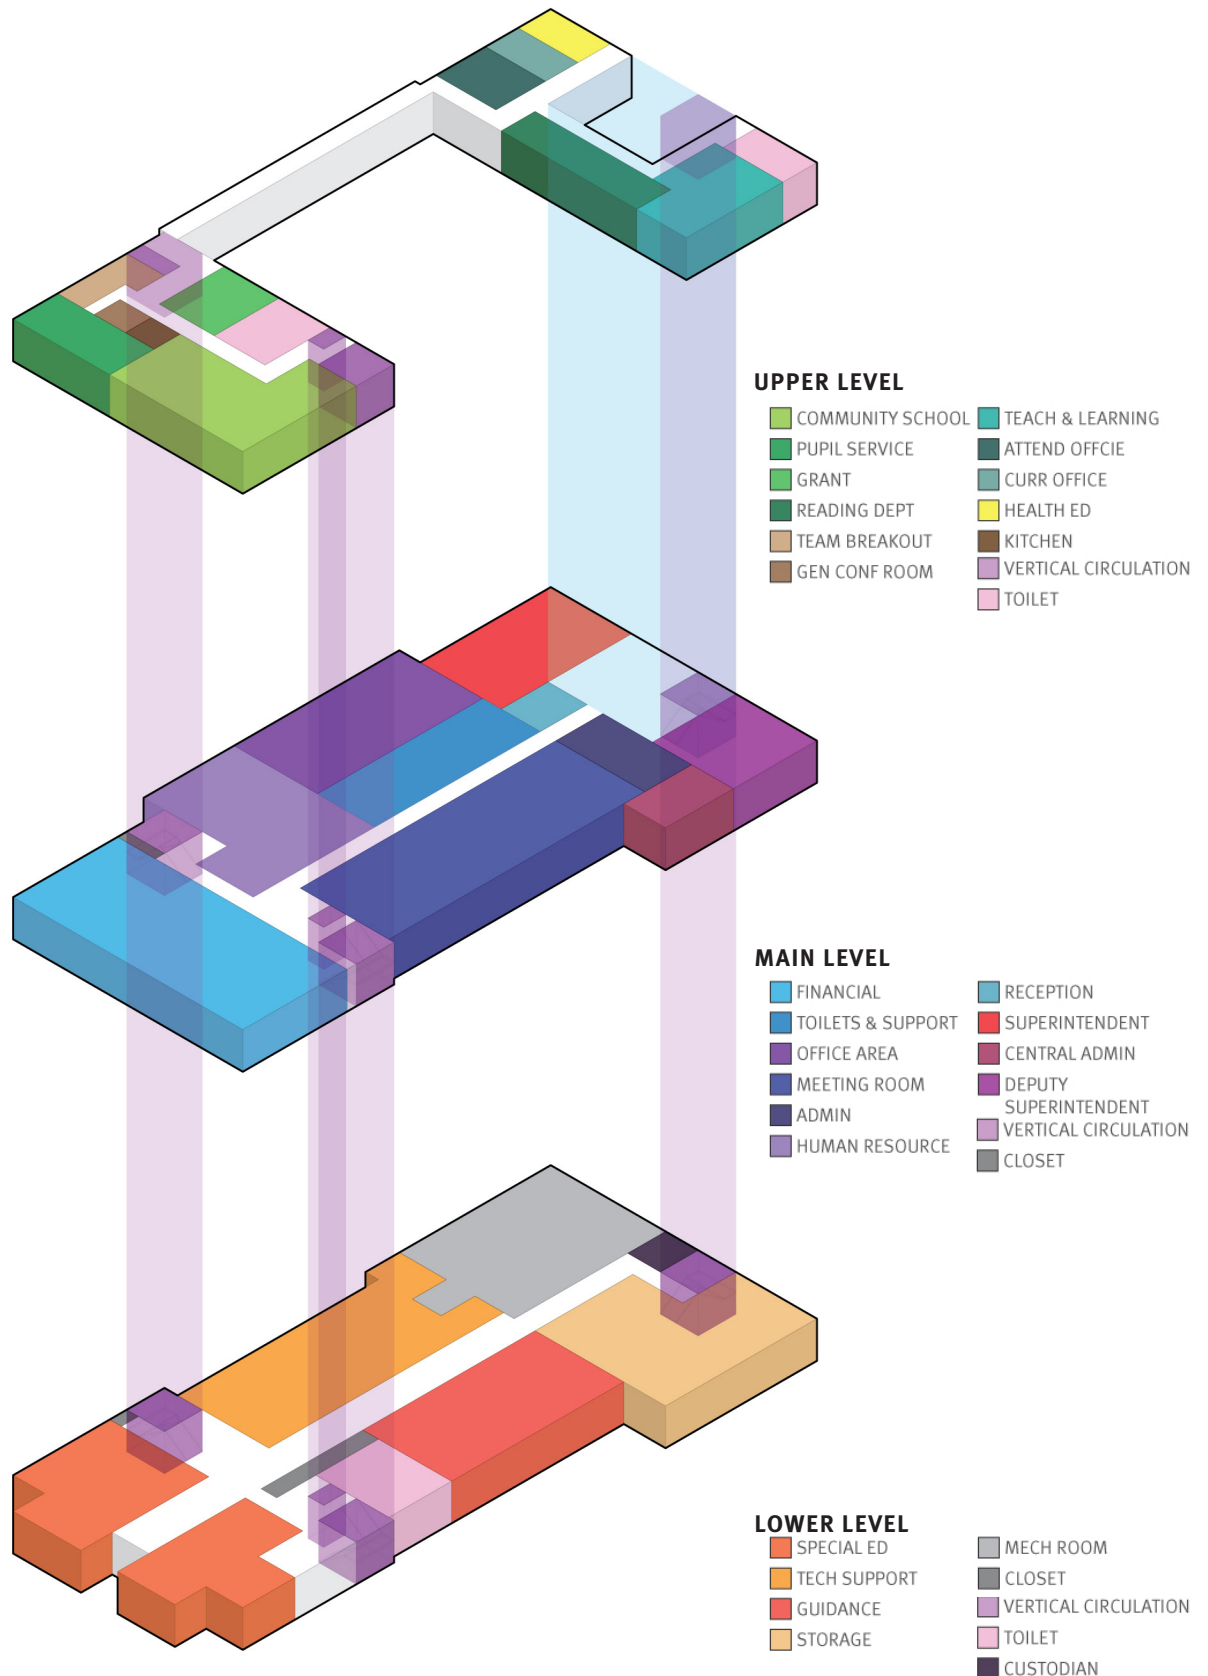 UPPER LEVEL
COMMUNITY SCHOOL
PUPIL SERVICE
GRANT
READING DEPT
TEAM BREAKOUT
GEN CONF ROOM
TEACH & LEARNING
ATTEND OFFCIE
CURR OFFICE
HEALTH ED
KITCHEN
VERTICAL CIRCULATION
TOILET
MAIN LEVEL
FINANCIAL
TOILETS & SUPPORT
OFFICE AREA
MEETING ROOM
ADMIN
HUMAN RESOURCE
RECEPTION
SUPERINTENDENT
CENTRAL ADMIN
DEPUTY
SUPERINTENDENT
VERTICAL CIRCULATION
CLOSET
LOWER LEVEL
SPECIAL ED
TECH SUPPORT
GUIDANCE
STORAGE
MECH ROOM
CLOSET
VERTICAL CIRCULATION
TOILET
CUSTODIAN